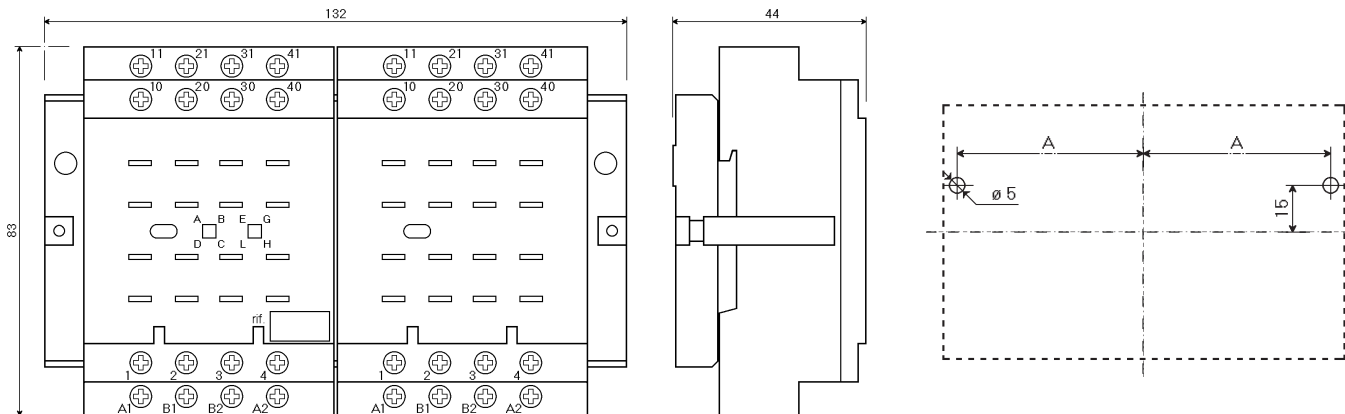 132
44
11 21 31 41 11 21 31 41
10 20 30 40 10 20 30 40
A A
ø 5
15
83
A B E G
D C L H
rif.
1 2 3 4 1 2 3 4
A1 B1 B2 A2 A1 B1 B2 A2